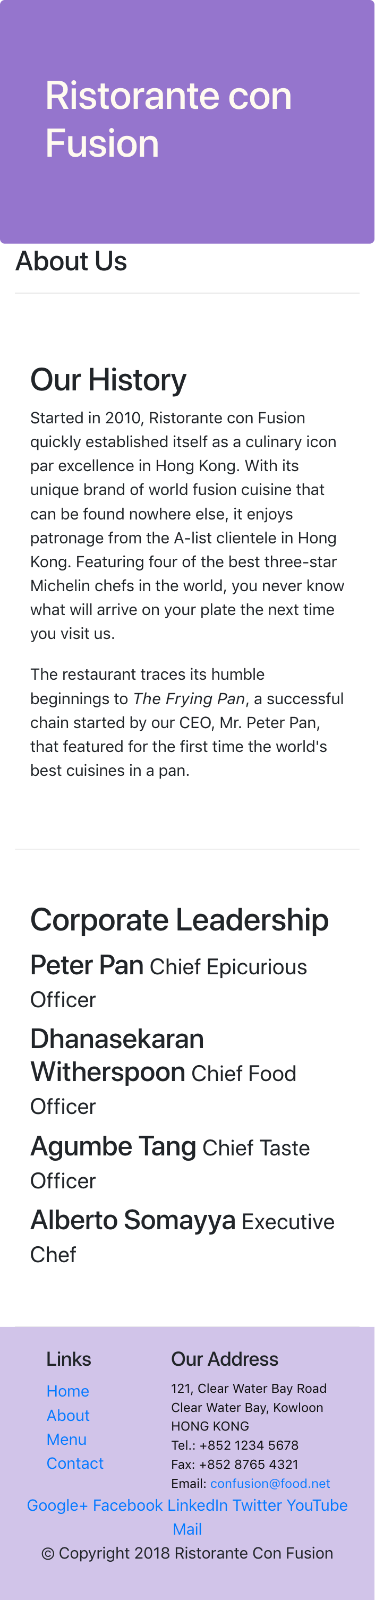 Ristorante con
Fusion
About Us
Our History
Started in 2010, Ristorante con Fusion
quickly established itself as a culinary icon
par excellence in Hong Kong. With its
unique brand of world fusion cuisine that
can be found nowhere else, it enjoys
patronage from the A-list clientele in Hong
Kong. Featuring four of the best three-star
Michelin chefs in the world, you never know
what will arrive on your plate the next time
you visit us.
The restaurant traces its humble
beginnings to The Frying Pan, a successful
chain started by our CEO, Mr. Peter Pan,
that featured for the first time the world's
best cuisines in a pan.
Corporate Leadership
Peter Pan Chief Epicurious
Officer
Dhanasekaran
Witherspoon Chief Food
Officer
Agumbe Tang Chief Taste
Officer
Alberto Somayya Executive
Chef
Links
Home
About
Menu
Contact
Our Address
121, Clear Water Bay Road
Clear Water Bay, Kowloon
HONG KONG
Tel.: +852 1234 5678
Fax: +852 8765 4321
Email: confusion@food.net
Google+ Facebook LinkedIn Twitter YouTube
Mail
© Copyright 2018 Ristorante Con Fusion